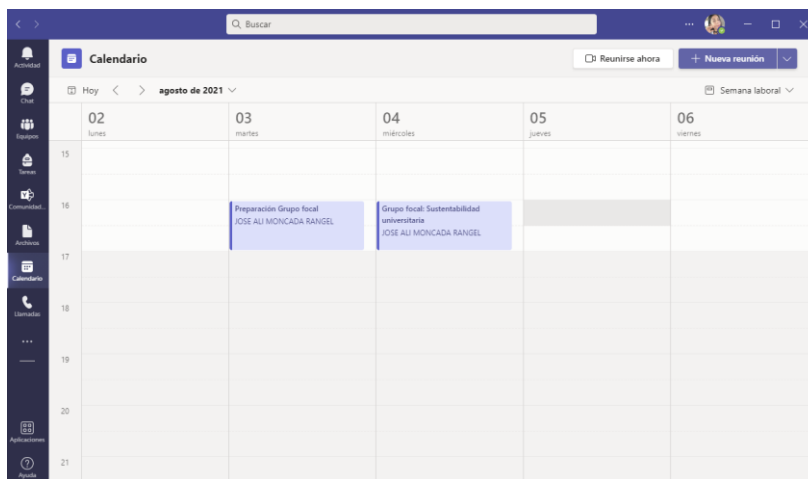 Buscar
Actividad
Chat
Equipos
Tareas
Comunidad...
Archivos
Calendario
Llamadas
Aplicaciones
Ayuda
Calendario
Reunirse ahora
+ Nueva reunión
Hoy < > agosto de 2021
Semana laboral
02
lunes
03
martes
04
miércoles
05
jueves
06
viernes
15
16
17
18
19
20
21
Preparación Grupo focal
JOSE ALI MONCADA RANGEL
Grupo focal: Sustentabilidad
universitaria
JOSE ALI MONCADA RANGEL